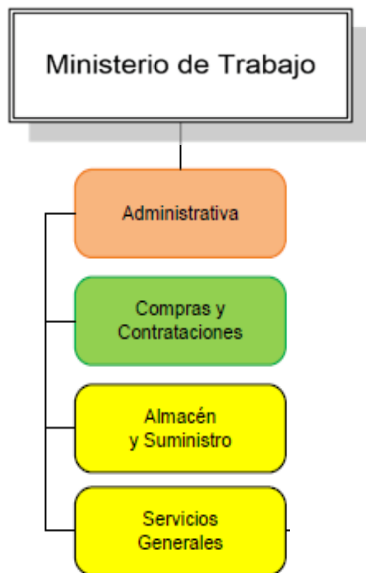 Ministerio de Trabajo
Administrativa
Compras y
Contrataciones
Almacén
y Suministro
Servicios
Generales